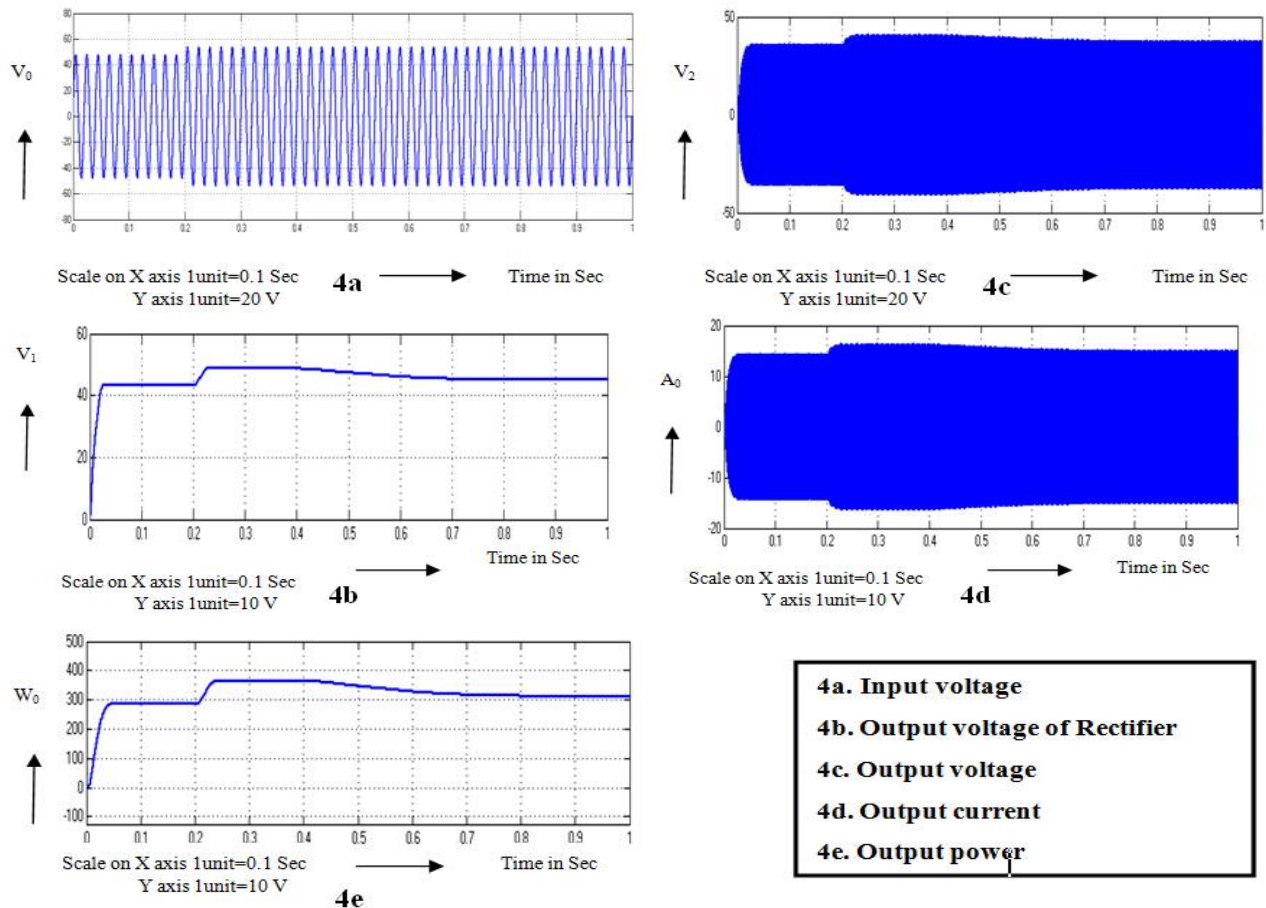 80
60
40
20
0
-20
-40
-60
-80
V0
0 0.1 0.2 0.3 0.4 0.5 0.6 0.7 0.8 0.9 1
Scale on X axis 1unit=0.1 Sec
Y axis 1unit=20 V
4a
Time in Sec
50
0
-50
V2
0 0.1 0.2 0.3 0.4 0.5 0.6 0.7 0.8 0.9 1
Scale on X axis 1unit=0.1 Sec
Y axis 1unit=20 V
4c
Time in Sec
60
40
20
0
V1
0 0.1 0.2 0.3 0.4 0.5 0.6 0.7 0.8 0.9 1
Time in Sec
Scale on X axis 1unit=0.1 Sec
Y axis 1unit=10 V
4b
20
10
0
-10
-20
A0
0 0.1 0.2 0.3 0.4 0.5 0.6 0.7 0.8 0.9 1
Time in Sec
Scale on X axis 1unit=0.1 Sec
Y axis 1unit=10 V
4d
500
400
300
200
100
0
-100
W0
0 0.1 0.2 0.3 0.4 0.5 0.6 0.7 0.8 0.9 1
Scale on X axis 1unit=0.1 Sec
Y axis 1unit=10 V
4e
Time in Sec
4a. Input voltage
4b. Output voltage of Rectifier
4c. Output voltage
4d. Output current
4e. Output power